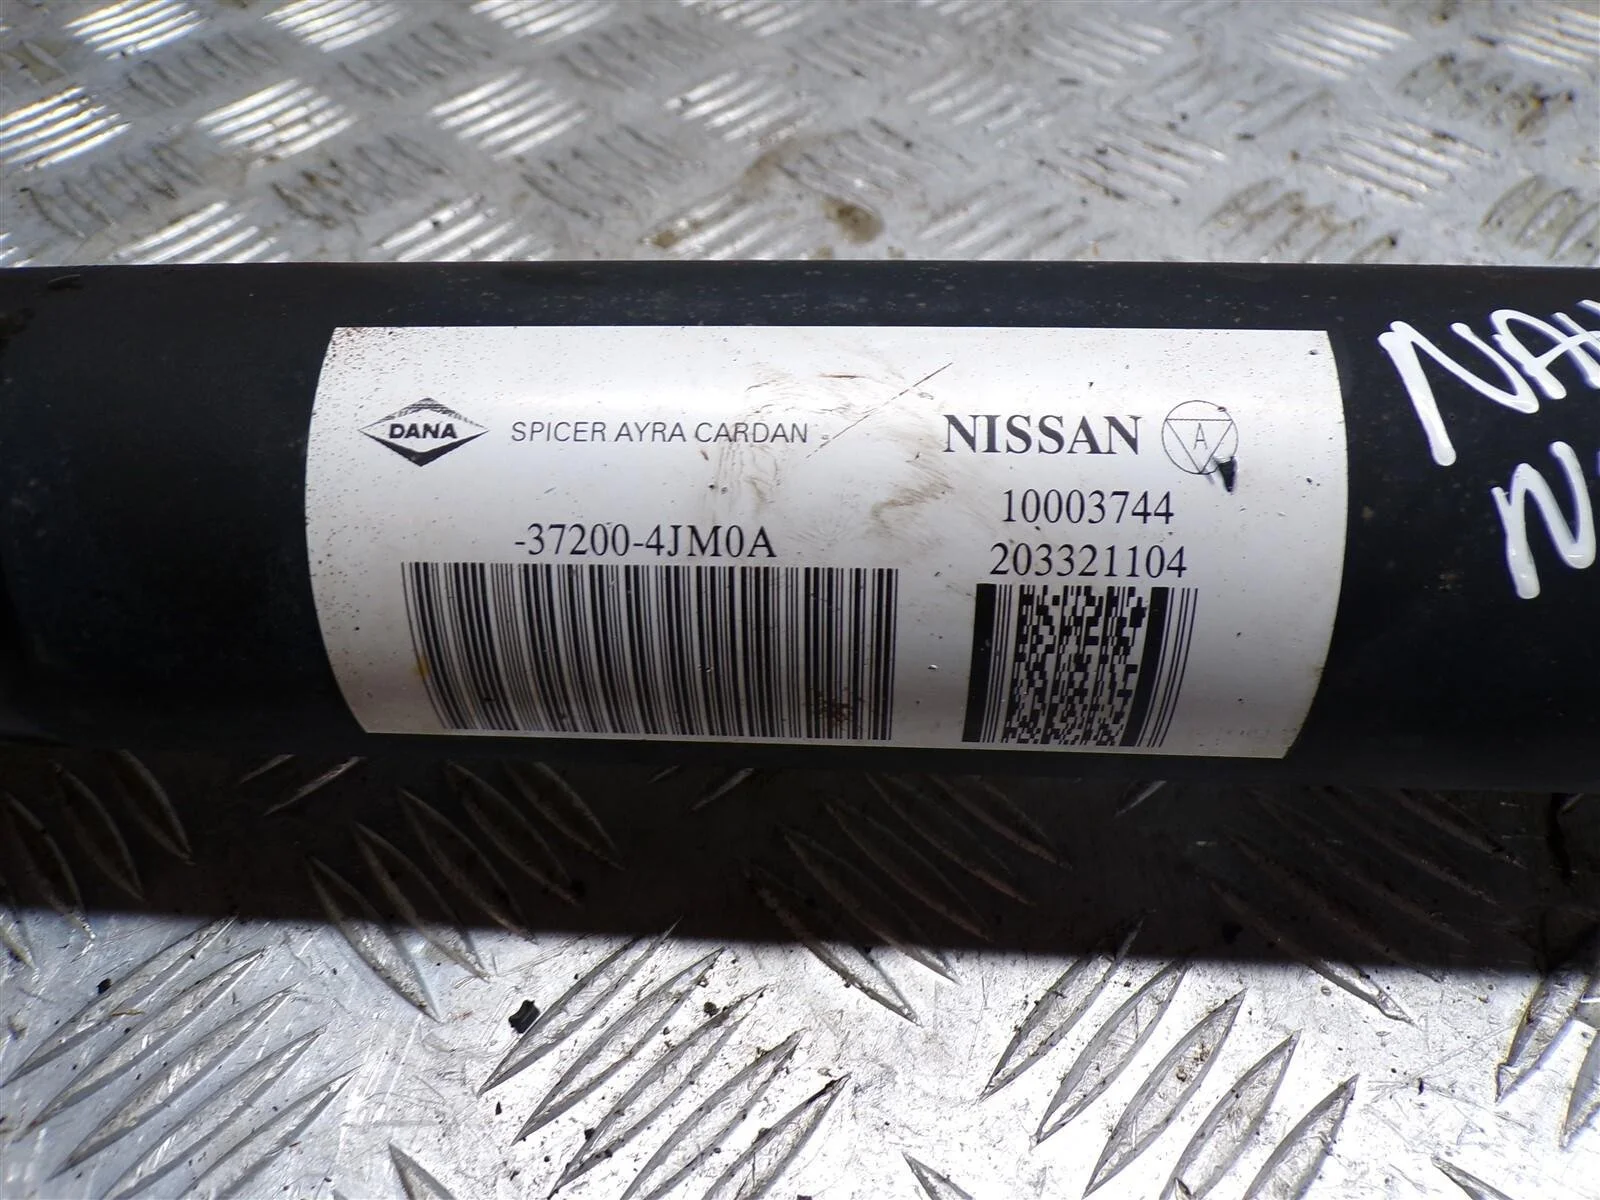 DANA SPICER AYRA CARDAN NISSAN A
10003744
-37200-4JM0A
203321104